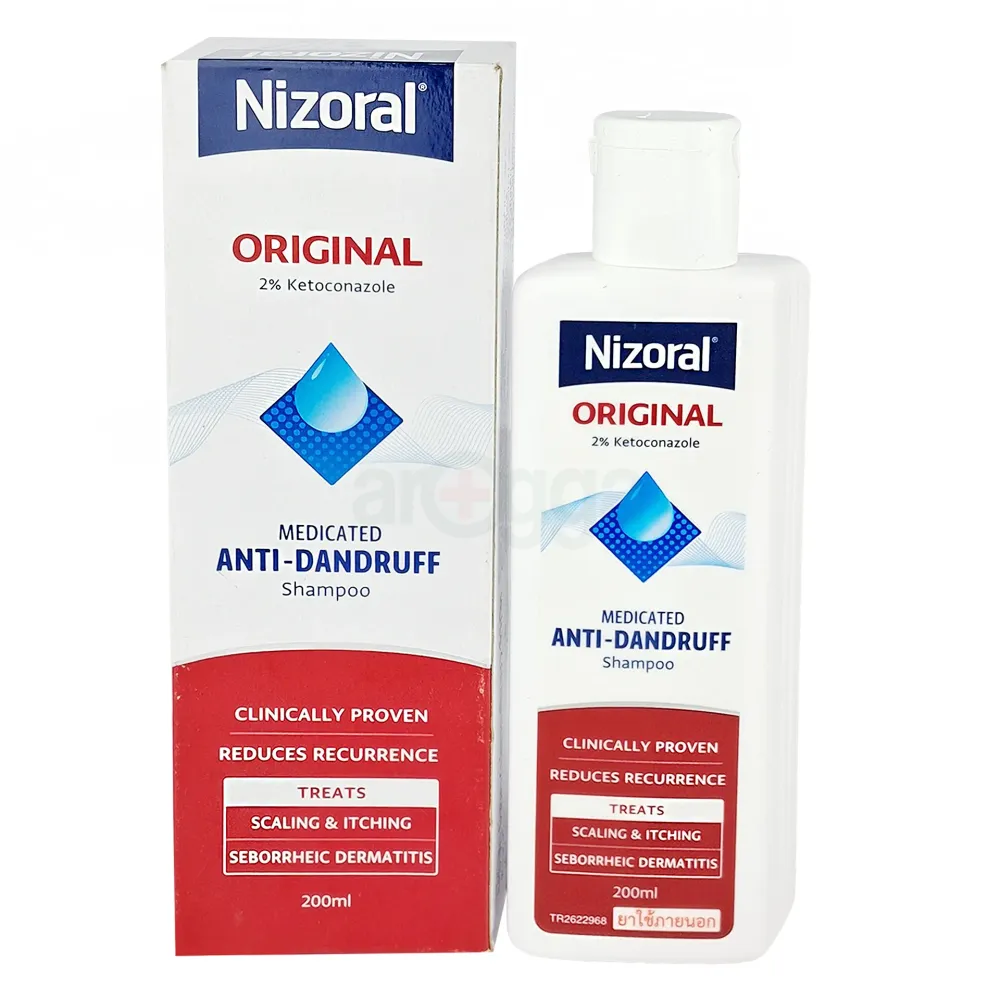 Nizoral
Nizoral®
ORIGINAL
2% Ketoconazole
MEDICATED
ANTI-DANDRUFF
Shampoo
CLINICALLY PROVEN
REDUCES RECURRENCE
TREATS
SCALING & ITCHING
SEBORRHEIC DERMATITIS
200ml
Nizoral®
ORIGINAL
2% Ketoconazole
MEDICATED
ANTI-DANDRUFF
Shampoo
CLINICALLY PROVEN
REDUCES RECURRENCE
TREATS
SCALING & ITCHING
SEBORRHEIC DERMATITIS
200ml
TR2622968 ยาใช้ภายนอก
arogga